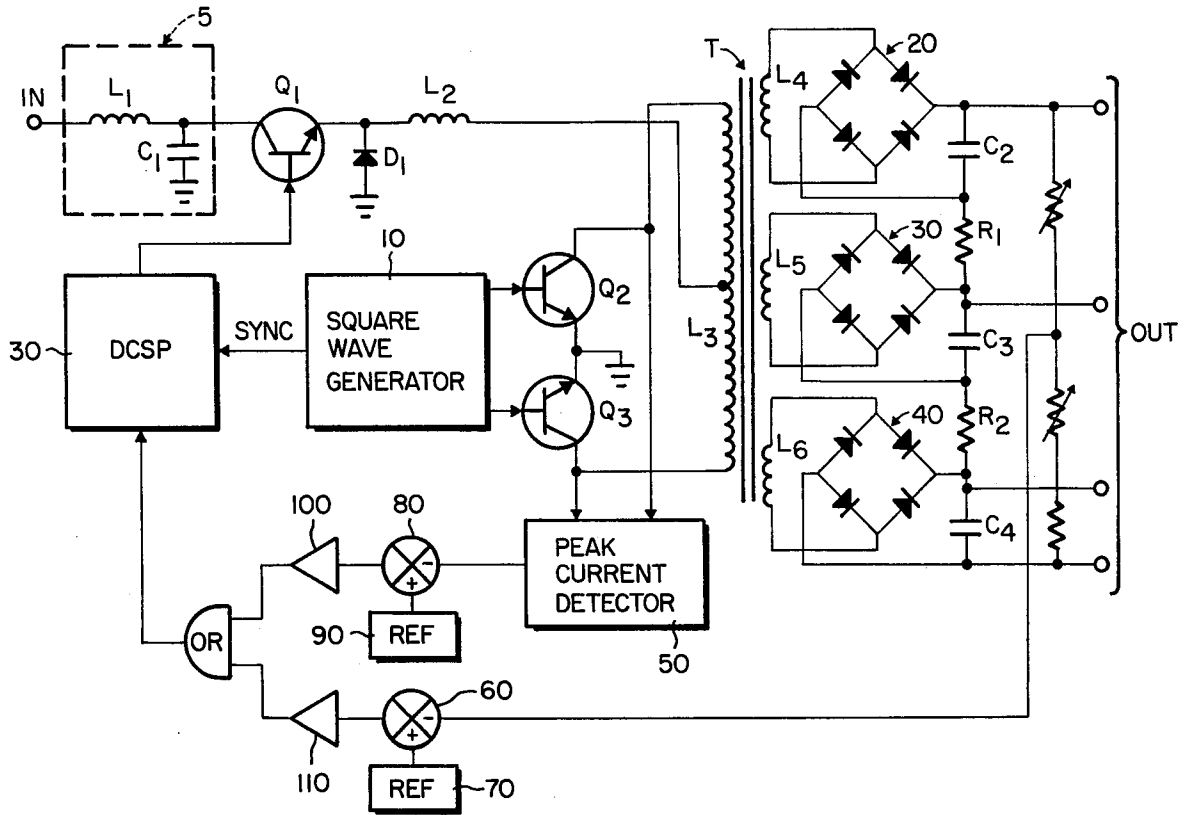 5
T
20
IN
L1
Q1
L2
L4
C1
D1
C2
10
30
R1
Q2
L5
SQUARE
WAVE
GENERATOR
SYNC
30
DCSP
L3
C3
OUT
Q3
40
R2
L6
100
80
-
+
PEAK
CURRENT
DETECTOR
C4
OR
90
REF
50
60
-
+
110
REF
70